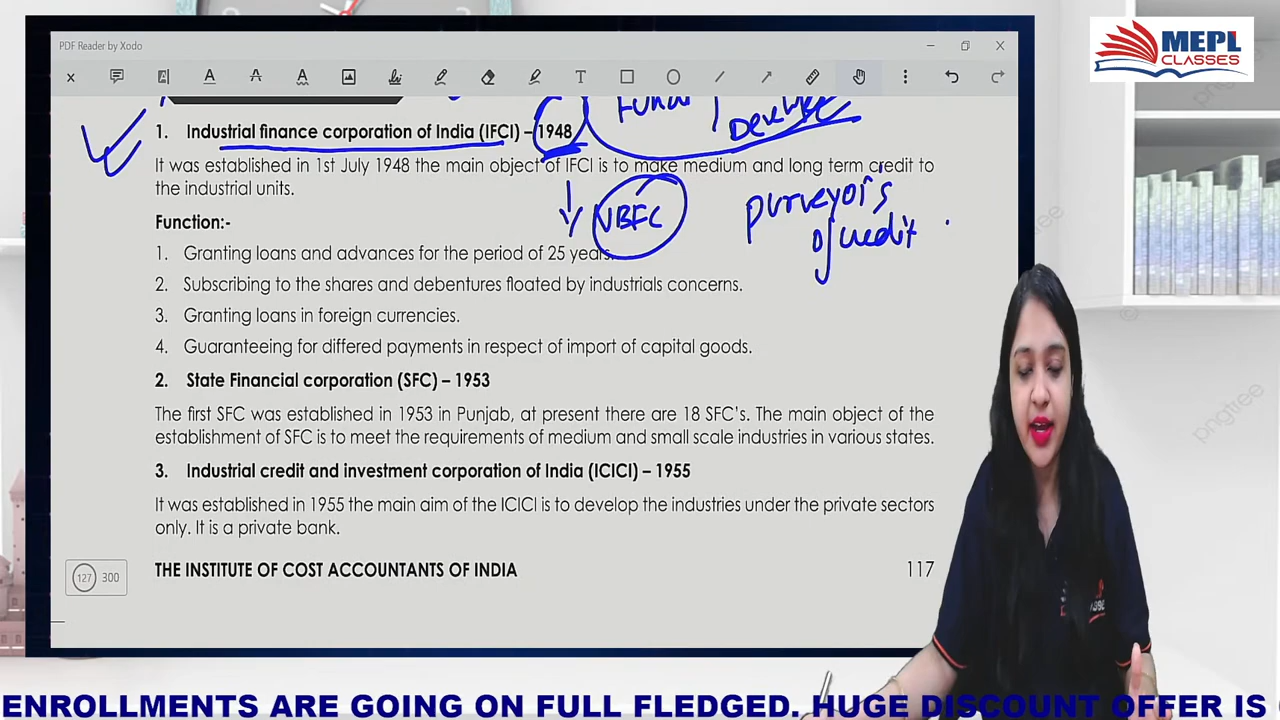 PDF Reader by Xodo
MEPL
CLASSES
FUND
Develop
1. Industrial finance corporation of India (IFCI) – 1948
It was established in 1st July 1948 the main object of IFCI is to make medium and long term credit to
the industrial units.
NBFC
purveyor's
of credit
Function:-
1. Granting loans and advances for the period of 25 years.
2. Subscribing to the shares and debentures floated by industrials concerns.
3. Granting loans in foreign currencies.
4. Guaranteeing for differed payments in respect of import of capital goods.
2. State Financial corporation (SFC) – 1953
The first SFC was established in 1953 in Punjab, at present there are 18 SFC's. The main object of the
establishment of SFC is to meet the requirements of medium and small scale industries in various states.
3. Industrial credit and investment corporation of India (ICICI) – 1955
It was established in 1955 the main aim of the ICICI is to develop the industries under the private sectors
only. It is a private bank.
127 300
THE INSTITUTE OF COST ACCOUNTANTS OF INDIA 117
pngtree
ENROLLMENTS ARE GOING ON FULL FLEDGED. HUGE DISCOUNT OFFER IS